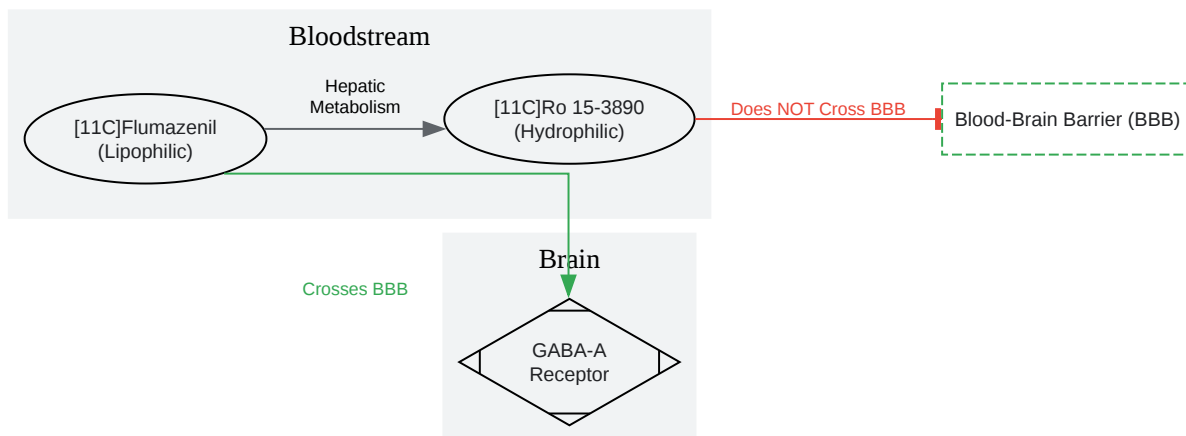 Bloodstream
Hepatic
Metabolism
[11C]Flumazenil
(Lipophilic)
[11C]Ro 15-3890
(Hydrophilic)
Does NOT Cross BBB
Blood-Brain Barrier (BBB)
Brain
Crosses BBB
GABA-A
Receptor